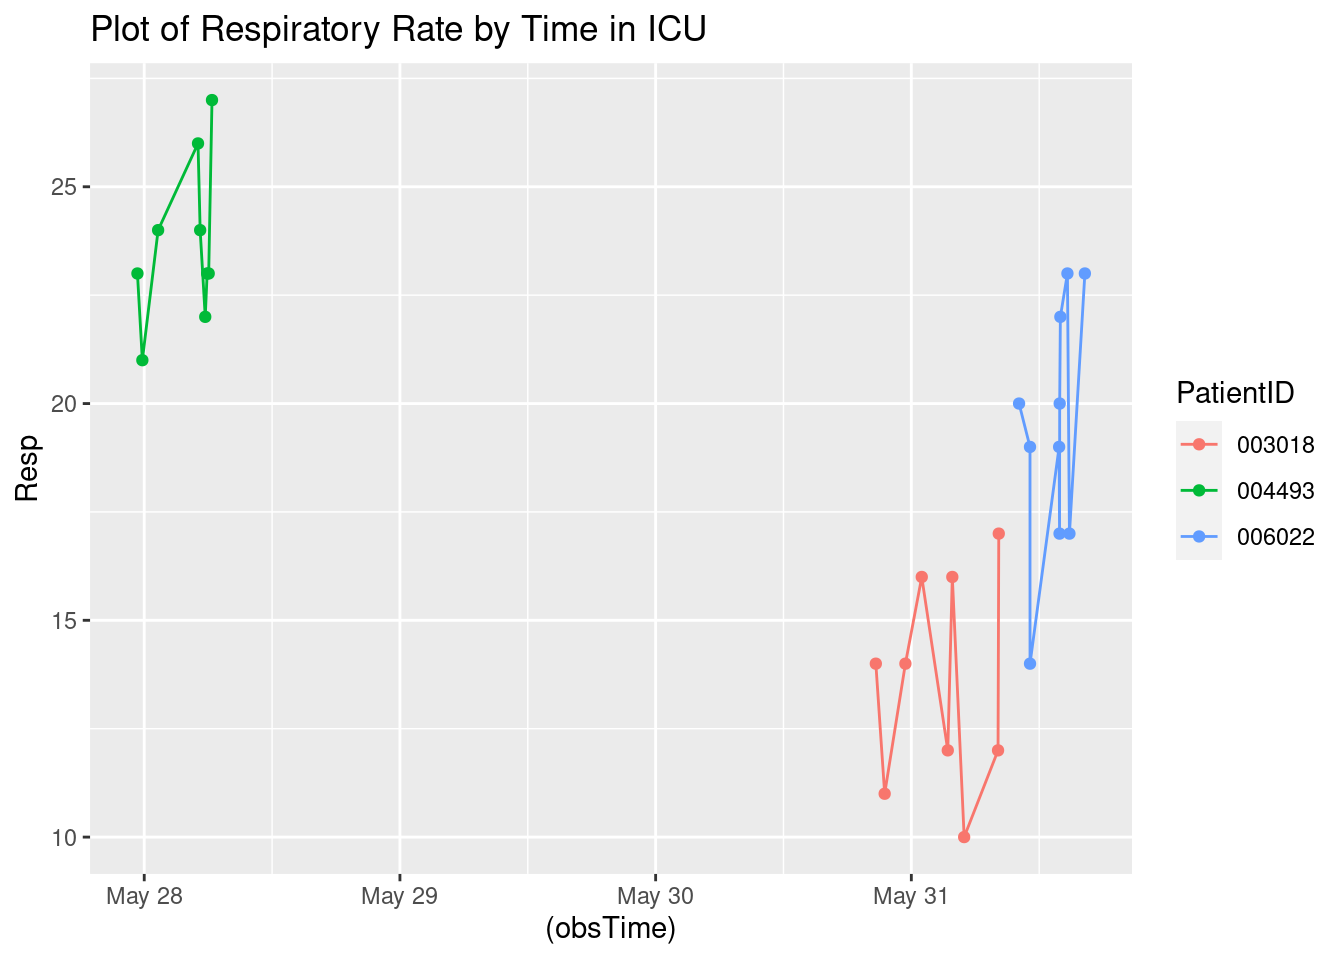 Plot of Respiratory Rate by Time in ICU
25
20
15
10
Resp
May 28
May 29
May 30
May 31
(obsTime)
PatientID
003018
004493
006022